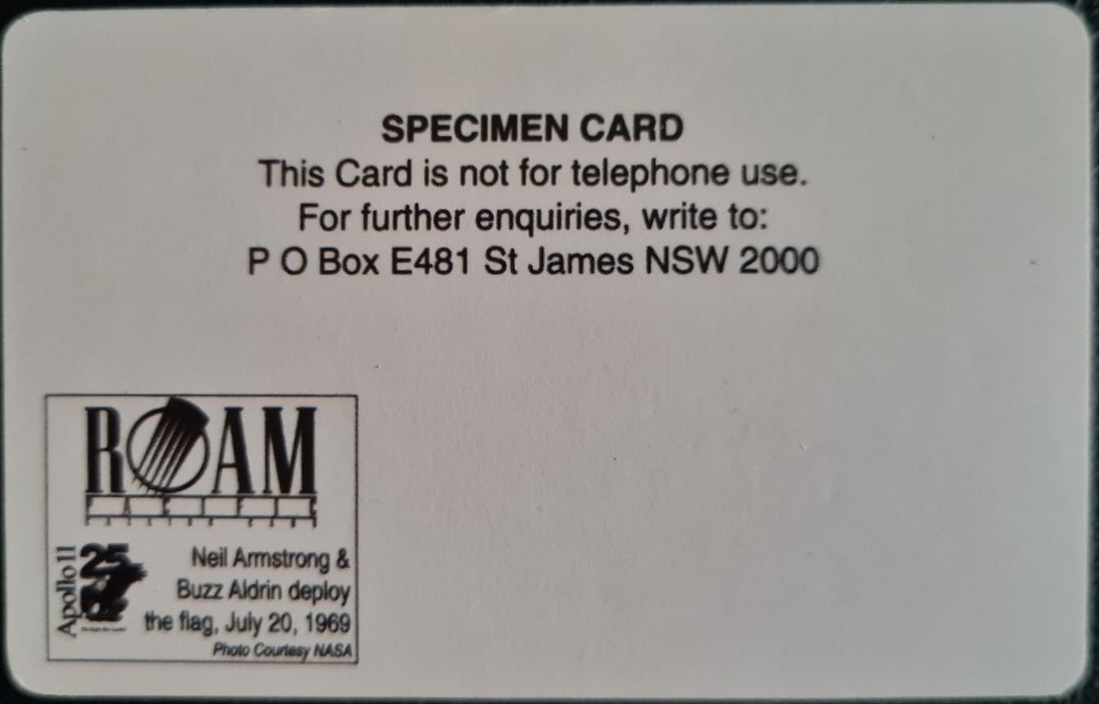 SPECIMEN CARD
This Card is not for telephone use.
For further enquiries, write to:
P O Box E481 St James NSW 2000
ROAM
PACIFIC
Apollo 11
25
Neil Armstrong &
Buzz Aldrin deploy
the flag, July 20, 1969
Photo Courtesy NASA